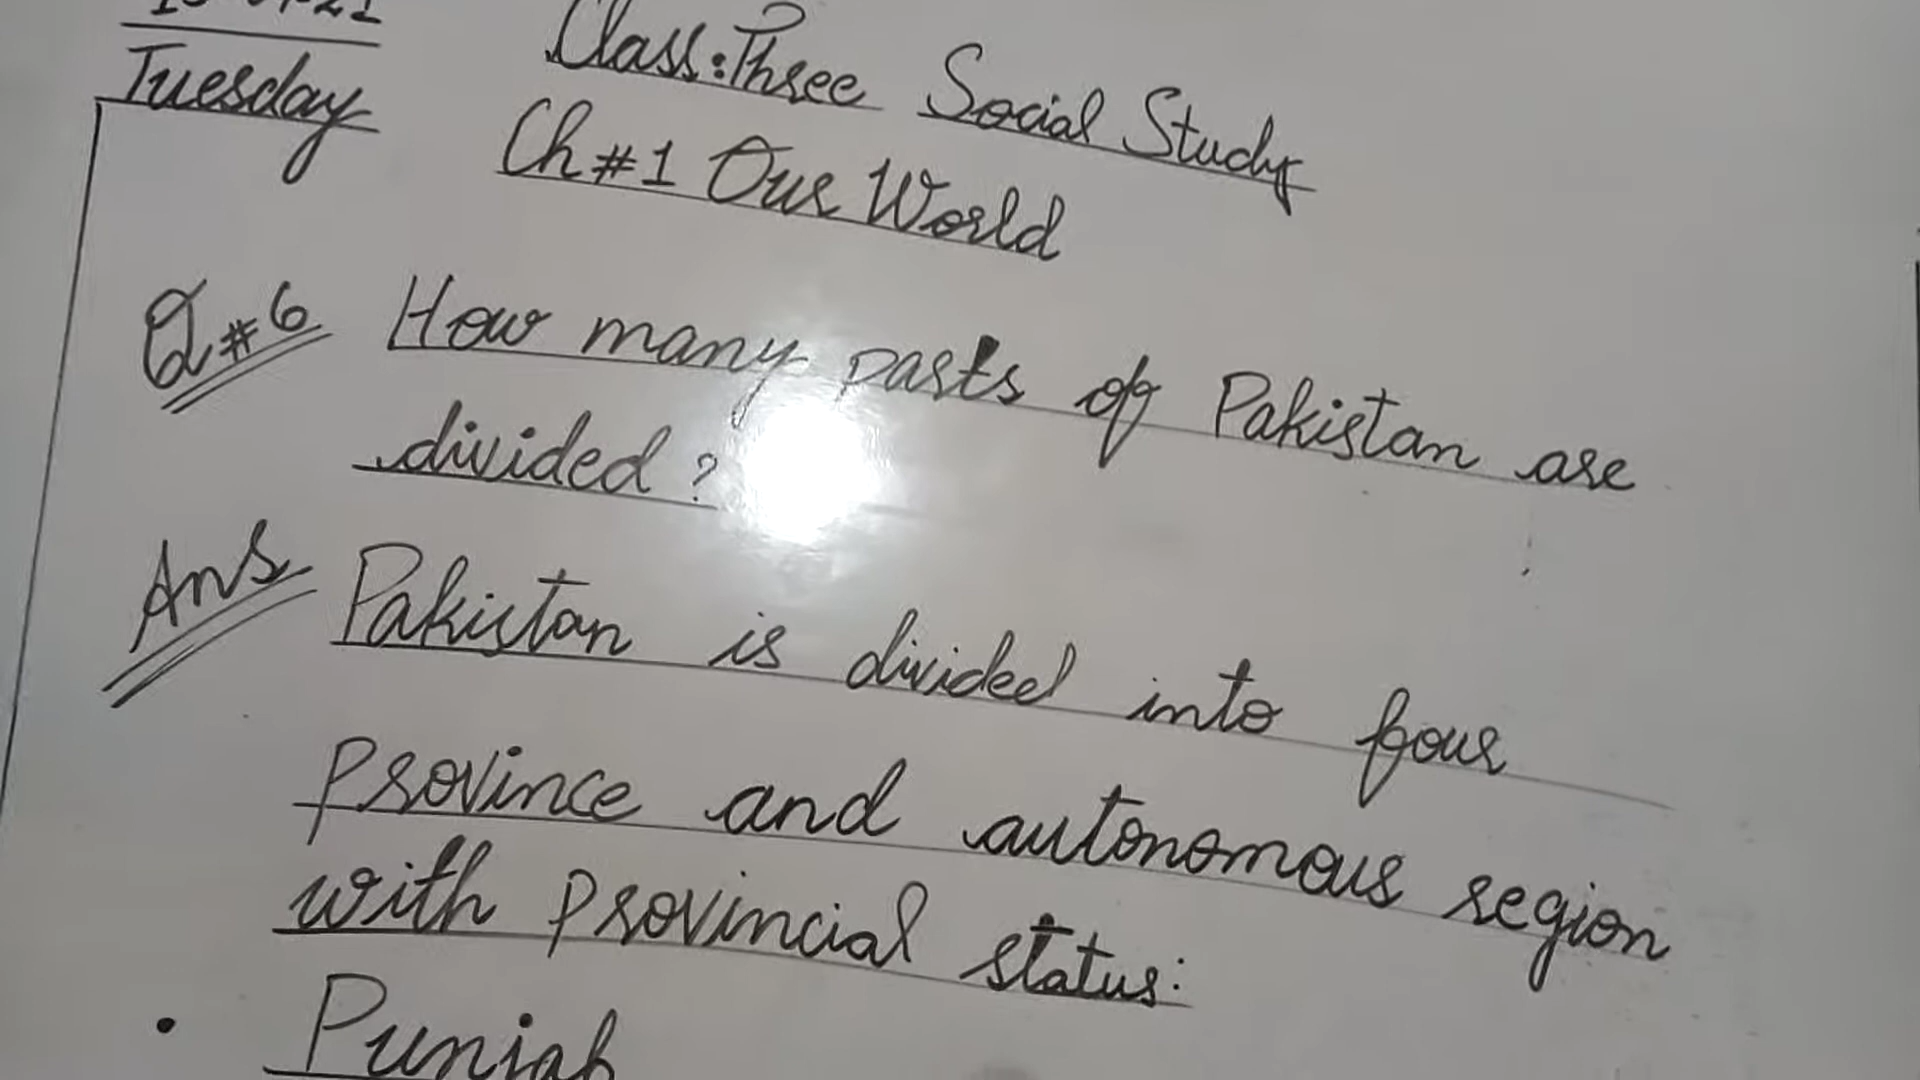 Tuesday
Class: Three Social Study
Ch#1 Our World
Q#6 How many parts of Pakistan are
divided?
Ans Pakistan is divided into four
province and autonomous region
with provincial status:
• Punjab